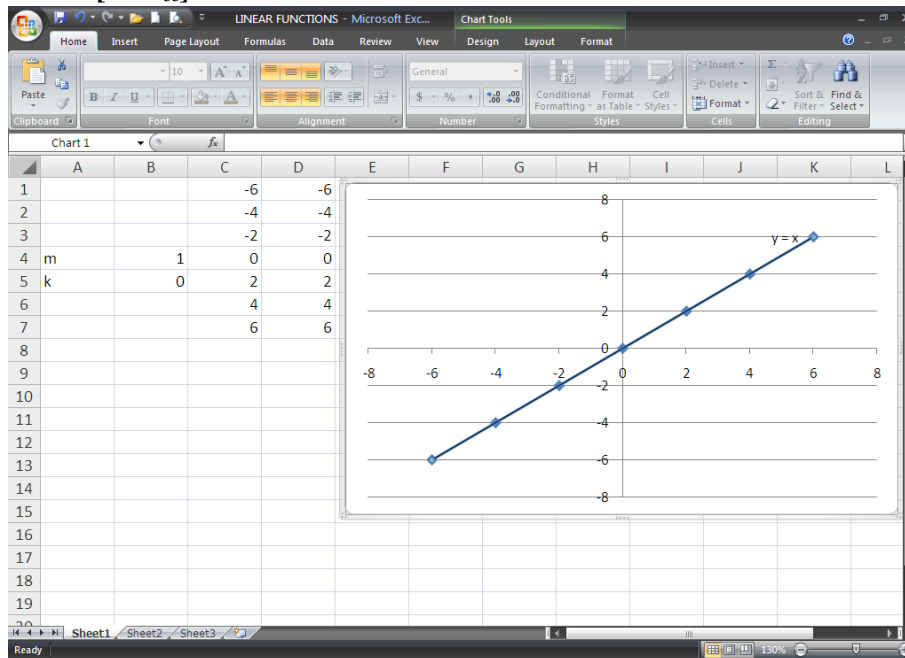 LINEAR FUNCTIONS - Microsoft Exc... Chart Tools
Home Insert Page Layout Formulas Data Review View Design Layout Format
10 A A General
Paste B I U A $ % , .0 .00 .00 .0
Conditional Formatting as Table Cell Styles
Format
Insert
Delete
Format
Σ
Sort & Filter
Find & Select
Clipboard Font Alignment Number Styles Cells Editing
Chart 1 fx
A B C D E F G H I J K L
1 -6 -6
2 -4 -4
3 -2 -2
4 m 1 0 0
5 k 0 2 2
6 4 4
7 6 6
8
9
10
11
12
13
14
15
16
17
18
19
8
6 y = x
4
2
0
-8 -6 -4 -2 0 2 4 6 8
-2
-4
-6
-8
Sheet1 Sheet2 Sheet3
Ready 130%